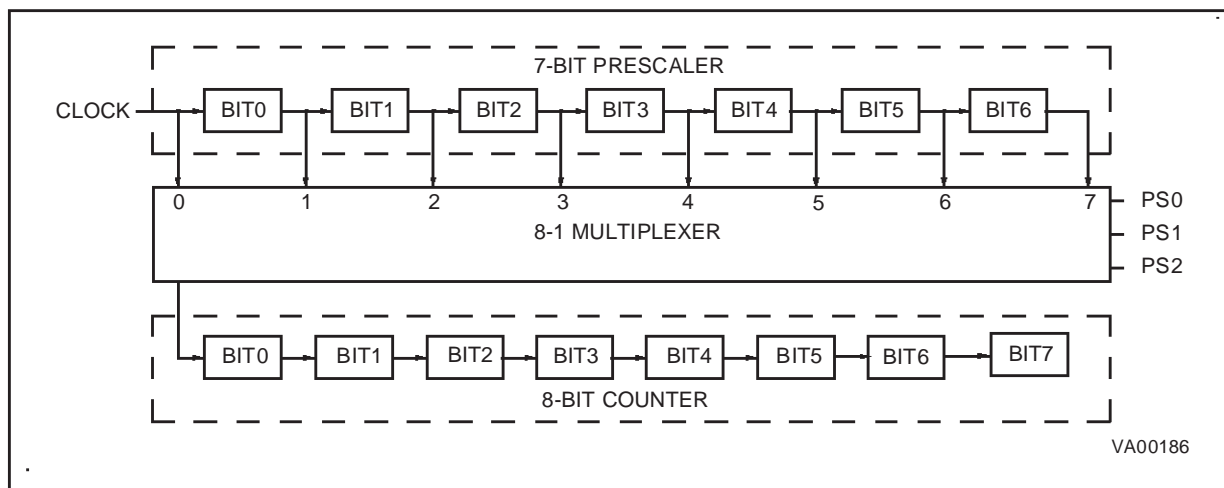 7-BIT PRESCALER
CLOCK BIT0 BIT1 BIT2 BIT3 BIT4 BIT5 BIT6
0 1 2 3 4 5 6 7 PS0
8-1 MULTIPLEXER PS1
PS2
BIT0 BIT1 BIT2 BIT3 BIT4 BIT5 BIT6 BIT7
8-BIT COUNTER
VA00186